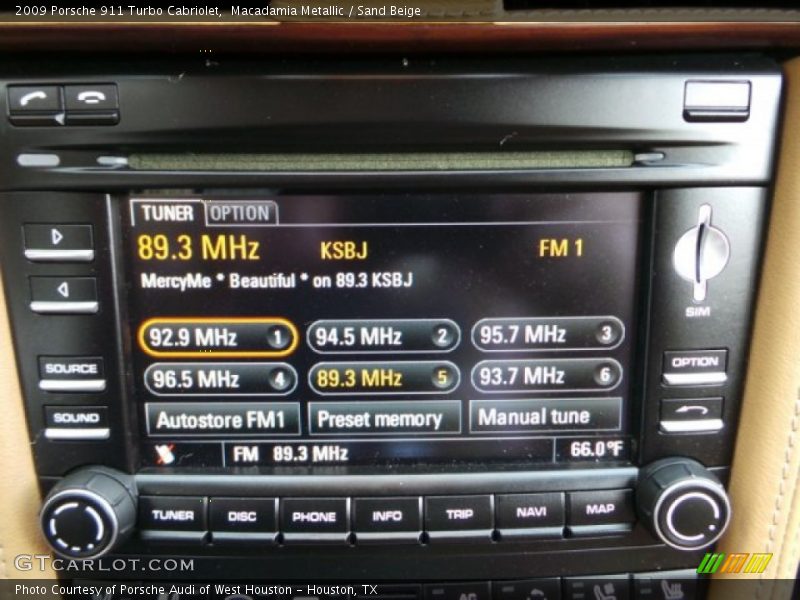 2009 Porsche 911 Turbo Cabriolet,  Macadamia Metallic / Sand Beige
TUNER OPTION
89.3 MHz KSBJ FM 1
MercyMe * Beautiful * on 89.3 KSBJ
SIM
92.9 MHz 1 94.5 MHz 2 95.7 MHz 3
96.5 MHz 4 89.3 MHz 5 93.7 MHz 6
SOURCE
OPTION
SOUND
Autostore FM1 Preset memory Manual tune
FM 89.3 MHz 66.0°F
TUNER DISC PHONE INFO TRIP NAVI MAP
GTCARLOT.COM
Photo Courtesy of Porsche Audi of West Houston - Houston, TX